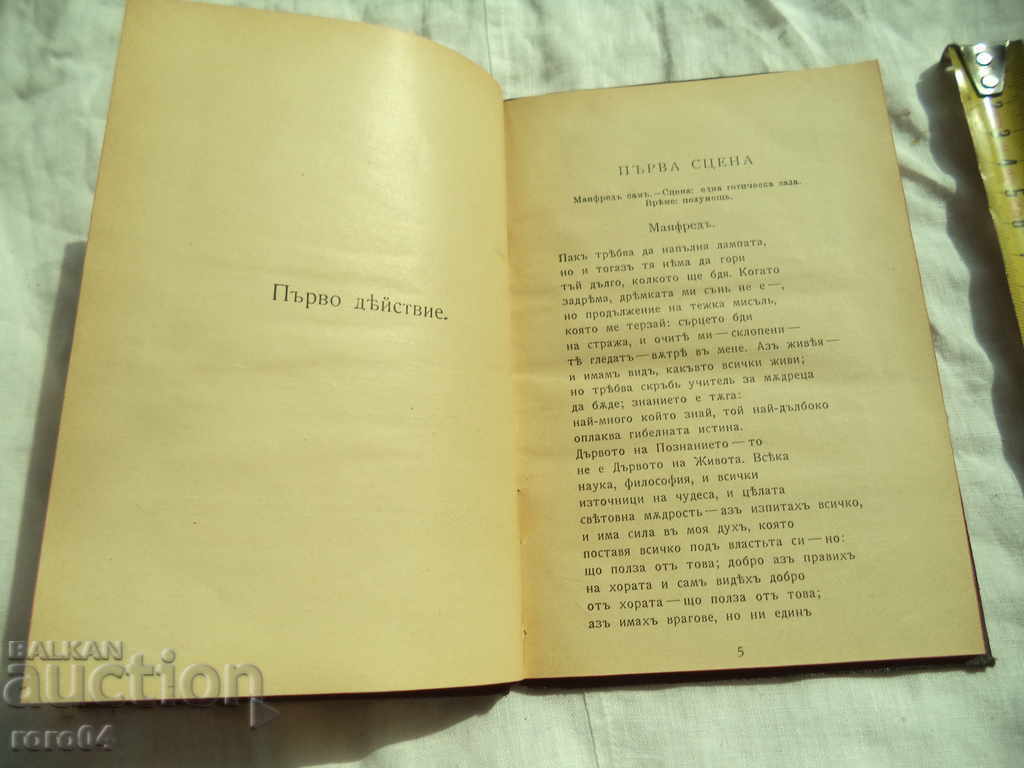 Първо дѣйствие.
ПЪРВА СЦЕНА
Манфредъ самъ. — Сцена: една готическа зала.
Врѣме: полунощь.
Манфредъ.
Пакъ трѣбва да напълна лампата,
но и тогазъ тя нѣма да гори
тъй дълго, колкото ще бдя. Когато
задрѣма, дрѣмката ми сънь не е —,
но продължение на тежка мисъль,
която ме терзай: сърцето бди
на стража, и очитѣ ми — склопени —
тѣ гледатъ — вѫтрѣ въ мене. Азъ живѣя —
и имамъ видъ, какъвто всички живи;
но трѣбва скръбь учитель за мѫдреца
да бѫде; знанието е тѫга:
най-много който знай, той най-дълбоко
оплаква гибелната истина.
Дървото на Познанието — то
не е Дървото на Живота. Всѣка
наука, философия, и всички
източници на чудеса, и цѣлата
свѣтовна мѫдрость — азъ изпитахъ всичко,
и има сила въ моя духъ, която
поставя всичко подъ властьта си — но:
що полза отъ това; добро азъ правихъ
на хората и самъ видѣхъ добро
отъ хората — що полза отъ това;
азъ имахъ врагове, но ни единъ
5
BALKAN
auction
roro04